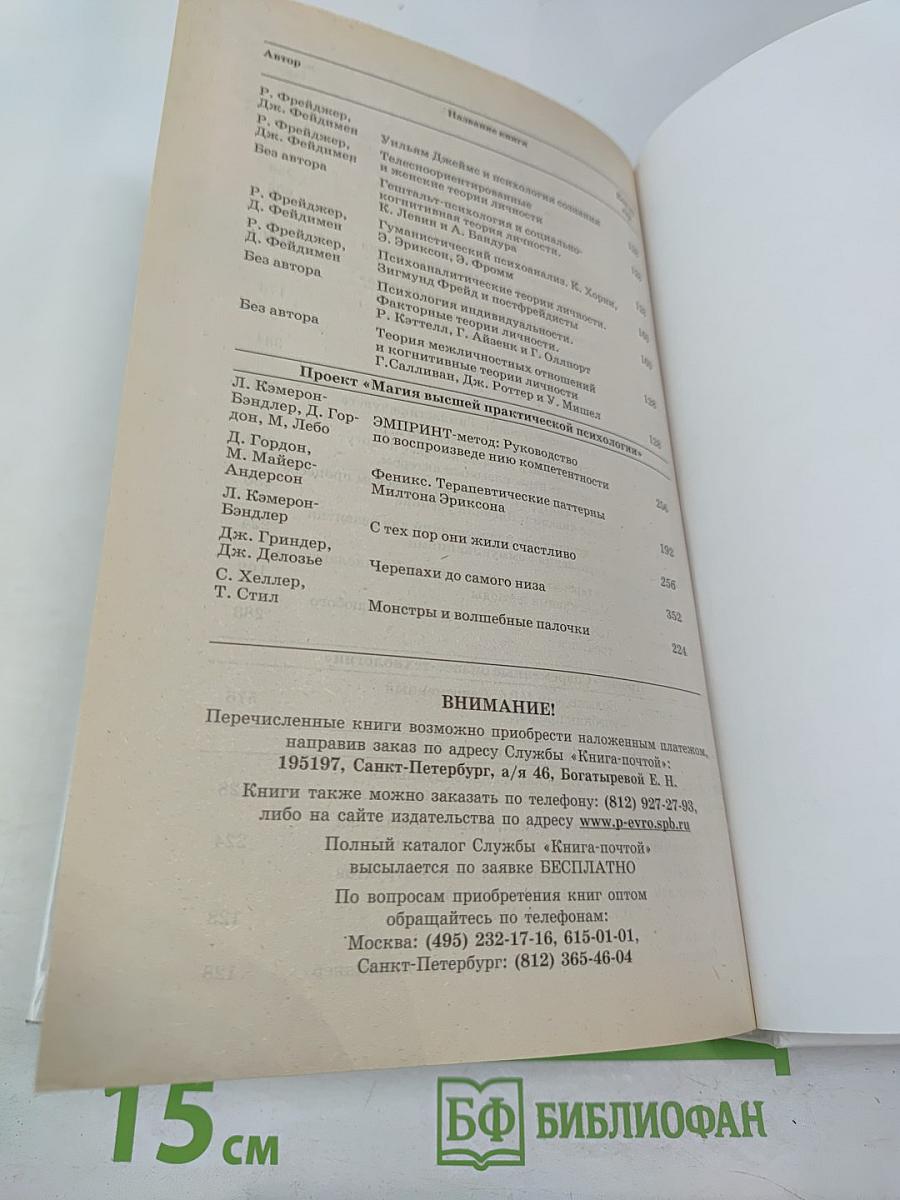 Автор Название книги
Р. Фрейджер,
Дж. Фейдимен Уильям Джеймс и психология сознания
Р. Фрейджер,
Дж. Фейдимен Телесноориентированные
и женские теории личности
Без автора Гештальт-психология и социально-
когнитивная теория личности.
К. Левин и А. Бандура
Р. Фрейджер,
Д. Фейдимен Гуманистический психоанализ. К. Хорни,
Э. Эриксон, Э. Фромм
Р. Фрейджер,
Д. Фейдимен Психоаналитические теории личности.
Зигмунд Фрейд и постфрейдисты
Без автора Психология индивидуальности.
Факторные теории личности.
Р. Кэттелл, Г. Айзенк и Г. Олпорт
Без автора Теория межличностных отношений
и когнитивные теории личности
Г.Салливан, Дж. Роттер и У. Мишел
128
160
160
128
128
Проект «Магия высшей практической психологии»
Л. Кэмерон-
Бэндлер, Д. Гор-
дон, М, Лебо ЭМПРИНТ-метод: Руководство
по воспроизведе нию компетентности 256
Д. Гордон,
М. Майерс-
Андерсон Феникс. Терапевтические паттерны
Милтона Эриксона 192
Л. Кэмерон-
Бэндлер С тех пор они жили счастливо 256
Дж. Гриндер,
Дж. Делозье Черепахи до самого низа 352
С. Хеллер,
Т. Стил Монстры и волшебные палочки 224
ВНИМАНИЕ!
Перечисленные книги возможно приобрести наложенным платежом,
направив заказ по адресу Службы «Книга-почтой»:
195197, Санкт-Петербург, а/я 46, Богатыревой Е. Н.
Книги также можно заказать по телефону: (812) 927-27-93,
либо на сайте издательства по адресу www.p-evro.spb.ru
Полный каталог Службы «Книга-почтой»
высылается по заявке БЕСПЛАТНО
По вопросам приобретения книг оптом
обращайтесь по телефонам:
Москва: (495) 232-17-16, 615-01-01,
Санкт-Петербург: (812) 365-46-04
15 см
БФ БИБЛИОФАН